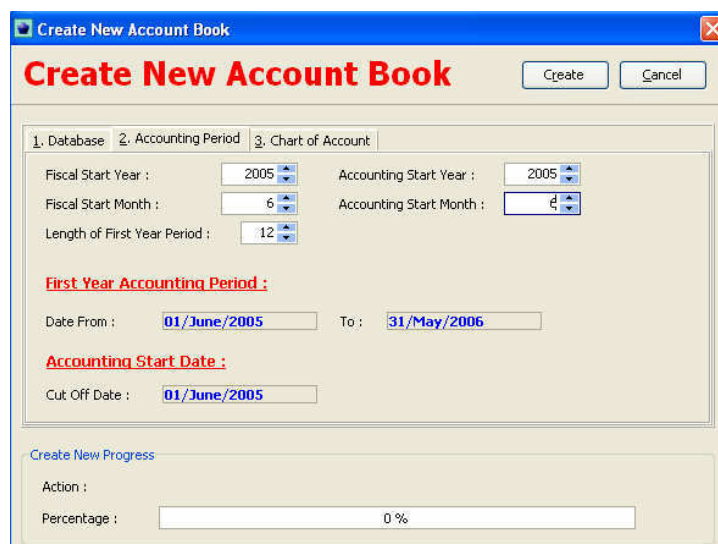 Create New Account Book
Create New Account Book Create Cancel
1. Database 2. Accounting Period 3. Chart of Account
Fiscal Start Year : 2005 Accounting Start Year : 2005
Fiscal Start Month : 6 Accounting Start Month :
Length of First Year Period : 12
First Year Accounting Period :
Date From : 01/June/2005 To : 31/May/2006
Accounting Start Date :
Cut Off Date : 01/June/2005
Create New Progress
Action :
Percentage : 0 %